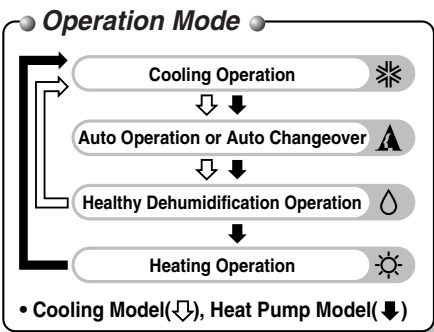 Operation Mode
Cooling Operation
Auto Operation or Auto Changeover
Healthy Dehumidification Operation
Heating Operation
• Cooling Model(⇩), Heat Pump Model(⬇)